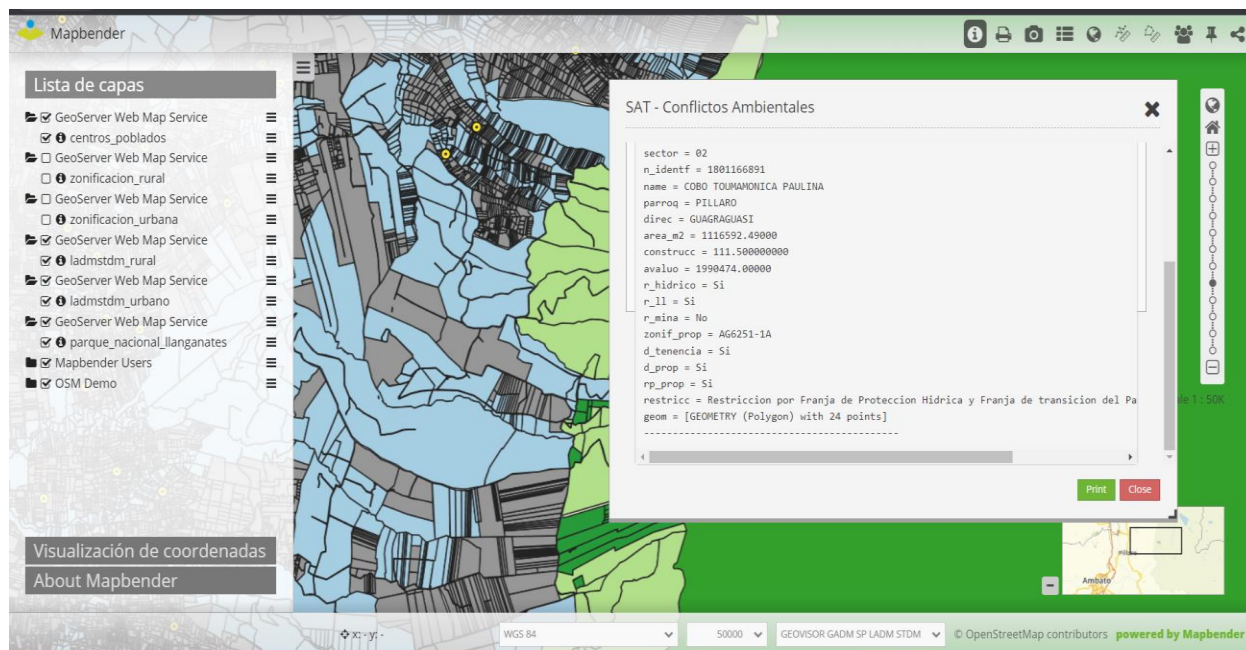 Mapbender
Lista de capas
GeoServer Web Map Service
centros_poblados
GeoServer Web Map Service
zonificacion_rural
GeoServer Web Map Service
zonificacion_urbana
GeoServer Web Map Service
ladmstdm_rural
GeoServer Web Map Service
ladmstdm_urbano
GeoServer Web Map Service
parque_nacional_llanganates
Mapbender Users
OSM Demo
Visualización de coordenadas
About Mapbender
SAT - Conflictos Ambientales
sector = 02
n_identf = 1801166891
name = COBO TOUMAMONICA PAULINA
parroq = PILLARO
direc = GUAGRAGUASI
area_m2 = 1116592.49000
construcc = 111.500000000
avaluo = 1990474.00000
r_hidrico = Si
r_ll = Si
r_mina = No
zonif_prop = AG6251-1A
d_tenencia = Si
d_prop = Si
rp_prop = Si
restricc = Restriccion por Franja de Proteccion Hidrica y Franja de transicion del Pa
geom = [GEOMETRY (Polygon) with 24 points]
--------------------------------------------
Print Close
1 : 50K
Ambato
x: - y: -
WGS 84
50000
GEOVISOR GADM SP LADM STDM
© OpenStreetMap contributors powered by Mapbender